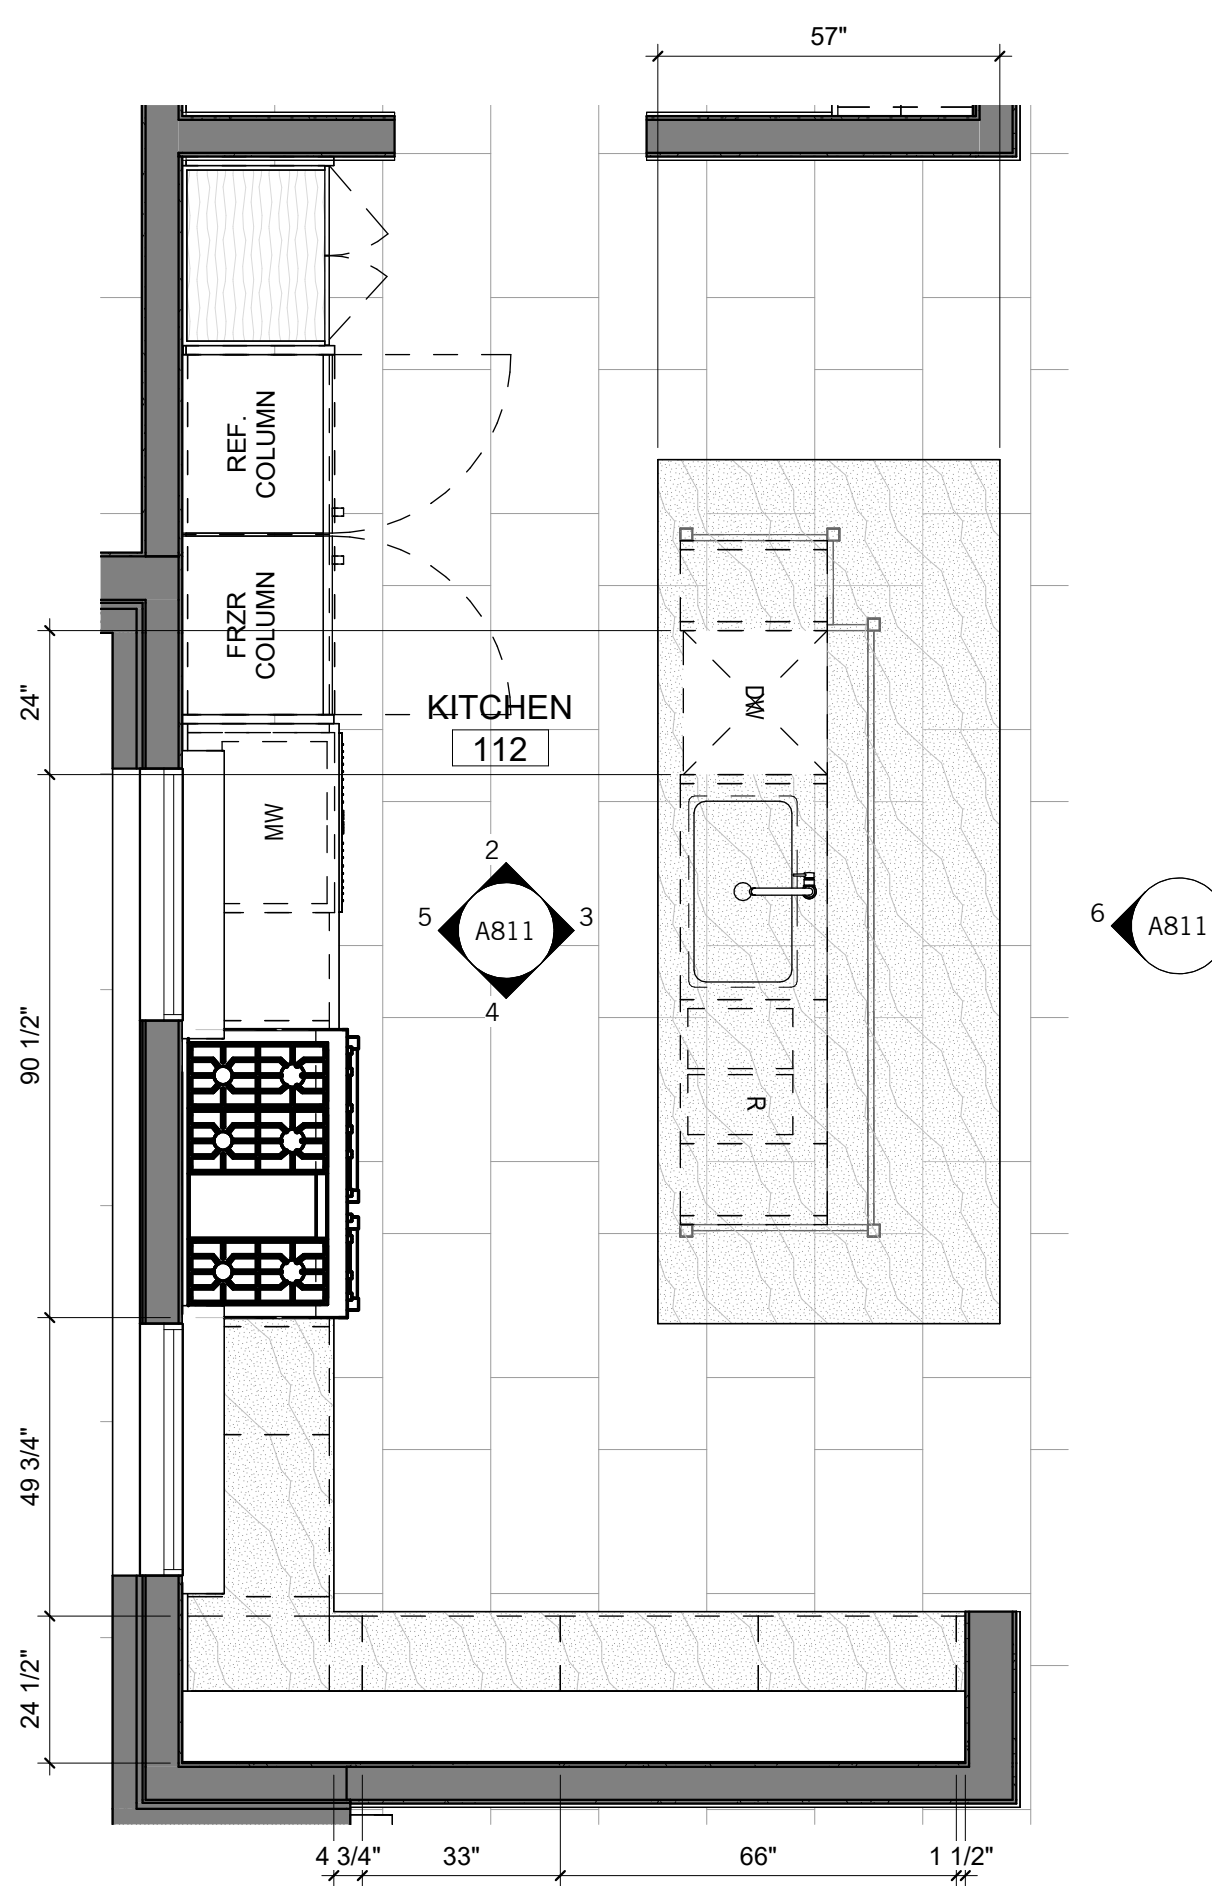 57"
REF.
COLUMN
FRZR
COLUMN
24"
KITCHEN
112
DW
MW
2
5
A811
3
4
6
A811
90 1/2"
R
49 3/4"
24 1/2"
4 3/4"
33"
66"
1 1/2"